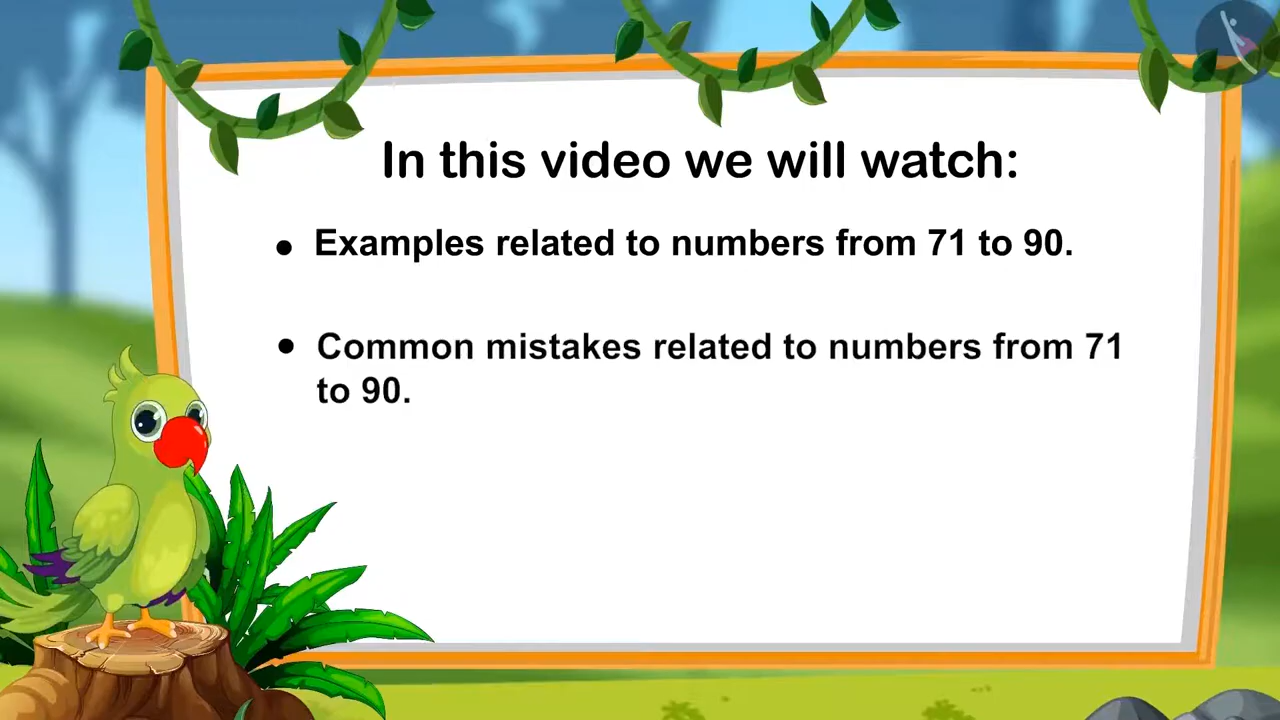 In this video we will watch:
• Examples related to numbers from 71 to 90.
• Common mistakes related to numbers from 71
to 90.